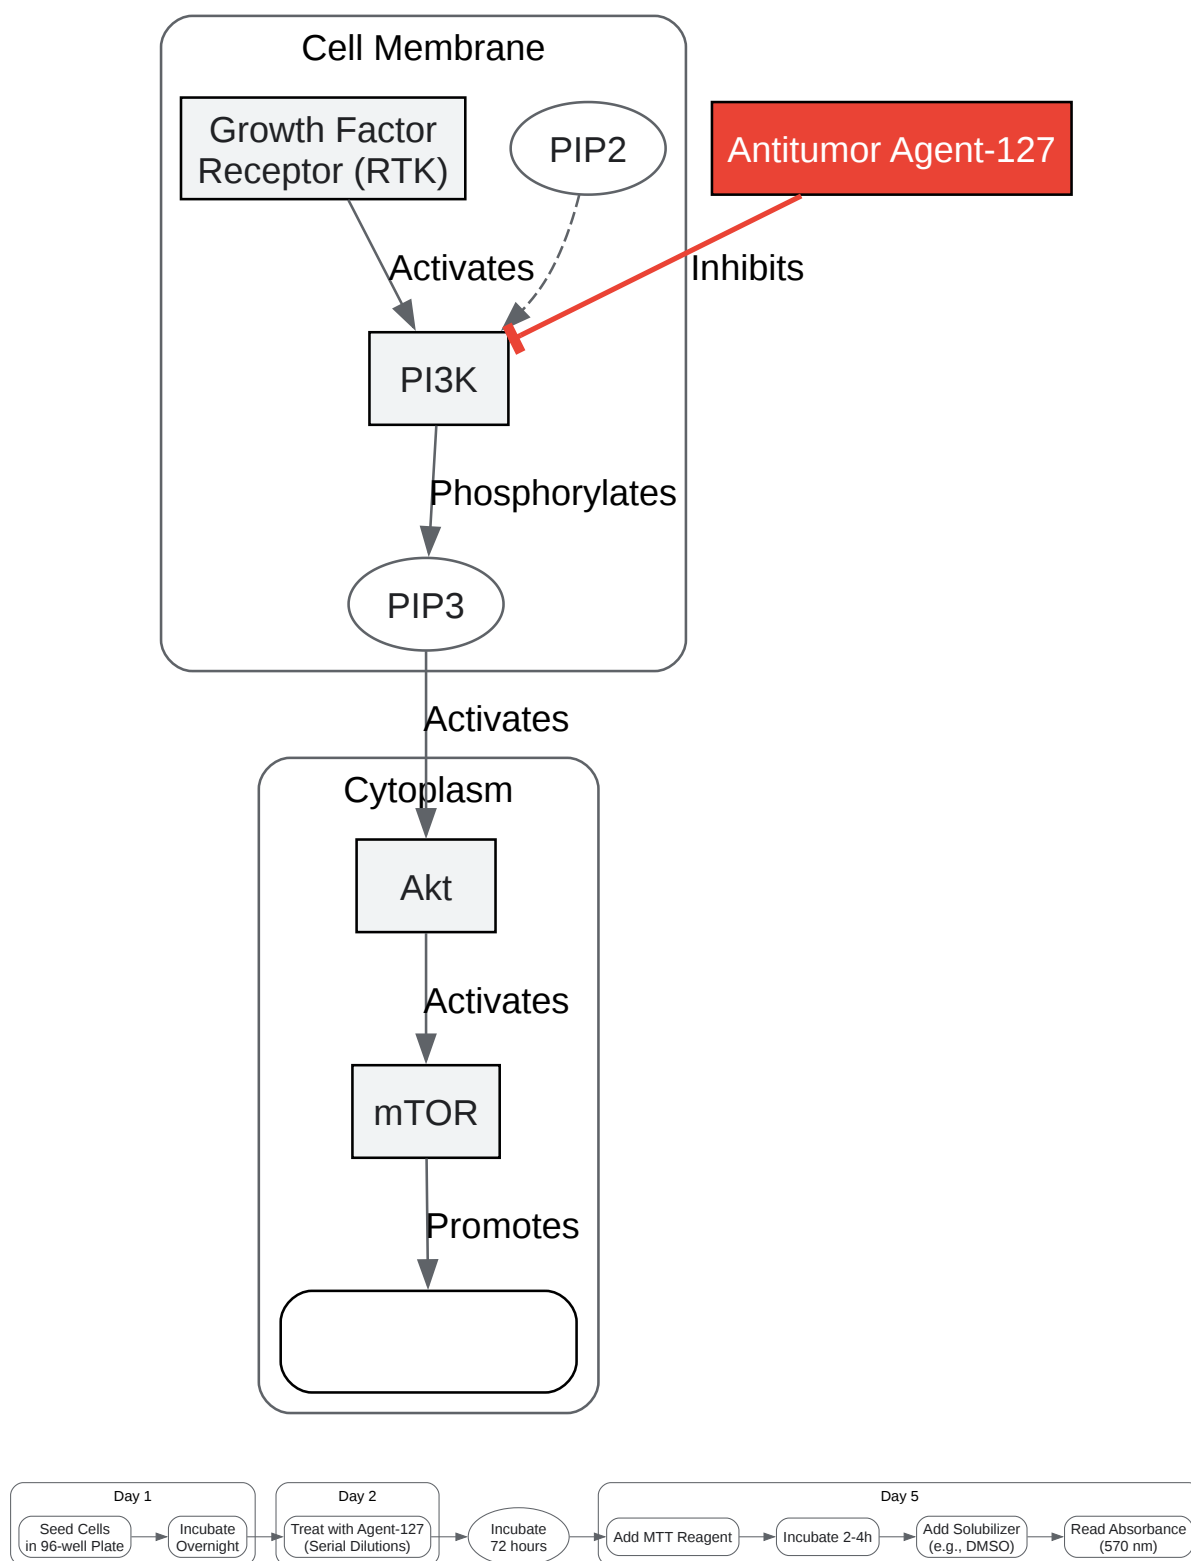 Cell Membrane
Growth Factor
Receptor (RTK)
PIP2
Antitumor Agent-127
Activates
Inhibits
PI3K
Phosphorylates
PIP3
Activates
Cytoplasm
Akt
Activates
mTOR
Promotes
Day 1
Seed Cells
in 96-well Plate
Incubate
Overnight
Day 2
Treat with Agent-127
(Serial Dilutions)
Incubate
72 hours
Day 5
Add MTT Reagent
Incubate 2-4h
Add Solubilizer
(e.g., DMSO)
Read Absorbance
(570 nm)